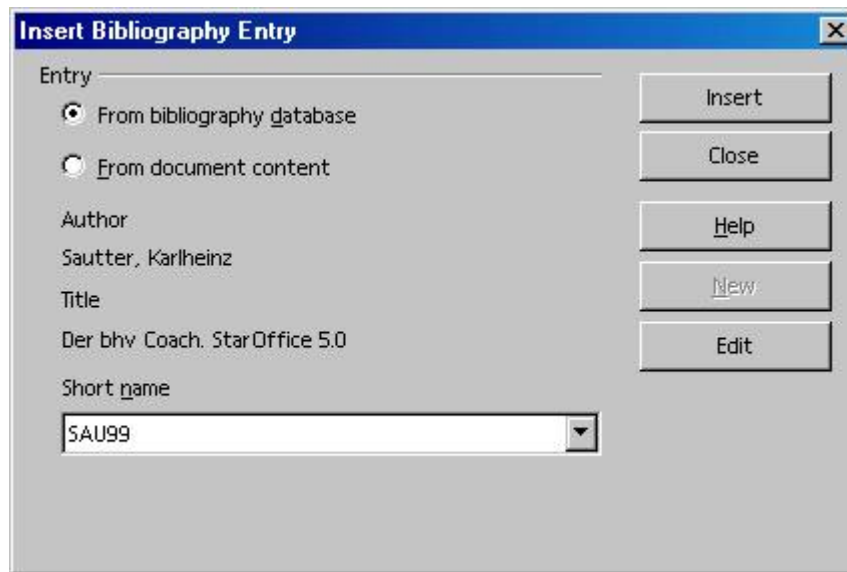 Insert Bibliography Entry
Entry
From bibliography database
From document content
Author
Sautter, Karlheinz
Title
Der bhv Coach. StarOffice 5.0
Short name
SAU99
Insert
Close
Help
New
Edit